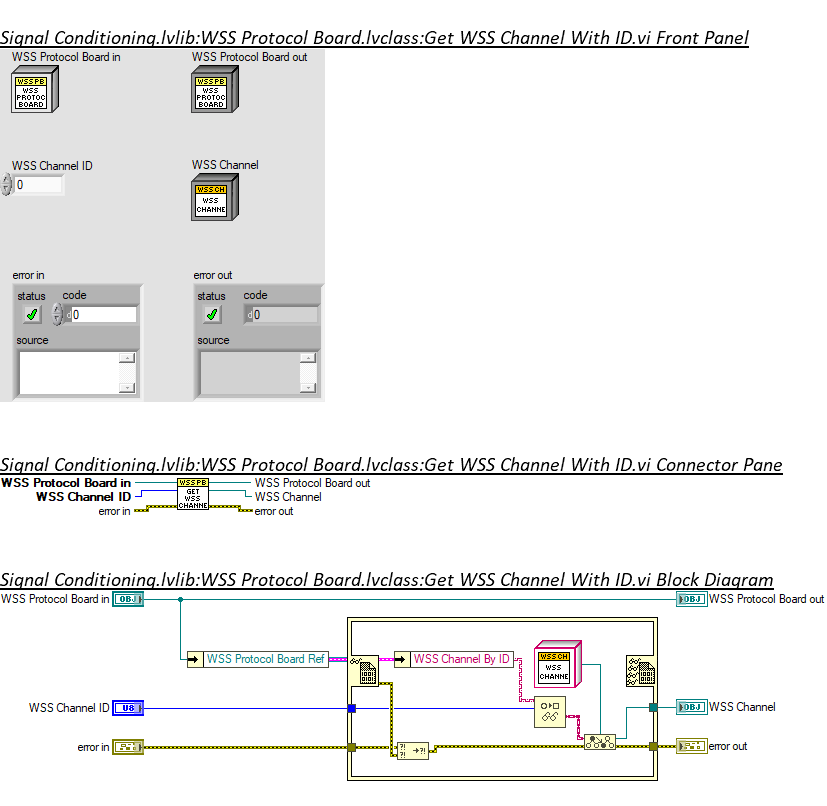 Signal Conditioning.lvlib:WSS Protocol Board.lvclass:Get WSS Channel With ID.vi Front Panel
WSS Protocol Board in
WSS Protocol Board out
WSS PB
WSS
PROTOC
BOARD
WSS PB
WSS
PROTOC
BOARD
WSS Channel ID
0
WSS Channel
WSS CH
WSS
CHANNE
error in
error out
status
code
d 0
source
status
code
d 0
source
Signal Conditioning.lvlib:WSS Protocol Board.lvclass:Get WSS Channel With ID.vi Connector Pane
WSS Protocol Board in
WSS Channel ID
error in
WSS PB
GET
WSS
CHANNE
WSS Protocol Board out
WSS Channel
error out
Signal Conditioning.lvlib:WSS Protocol Board.lvclass:Get WSS Channel With ID.vi Block Diagram
WSS Protocol Board in
OBJ
OBJ
WSS Protocol Board out
WSS Protocol Board Ref
WSS Channel By ID
WSS CH
WSS
CHANNE
WSS Channel ID
U8
OBJ
WSS Channel
error in
?!
?!
?!
error out